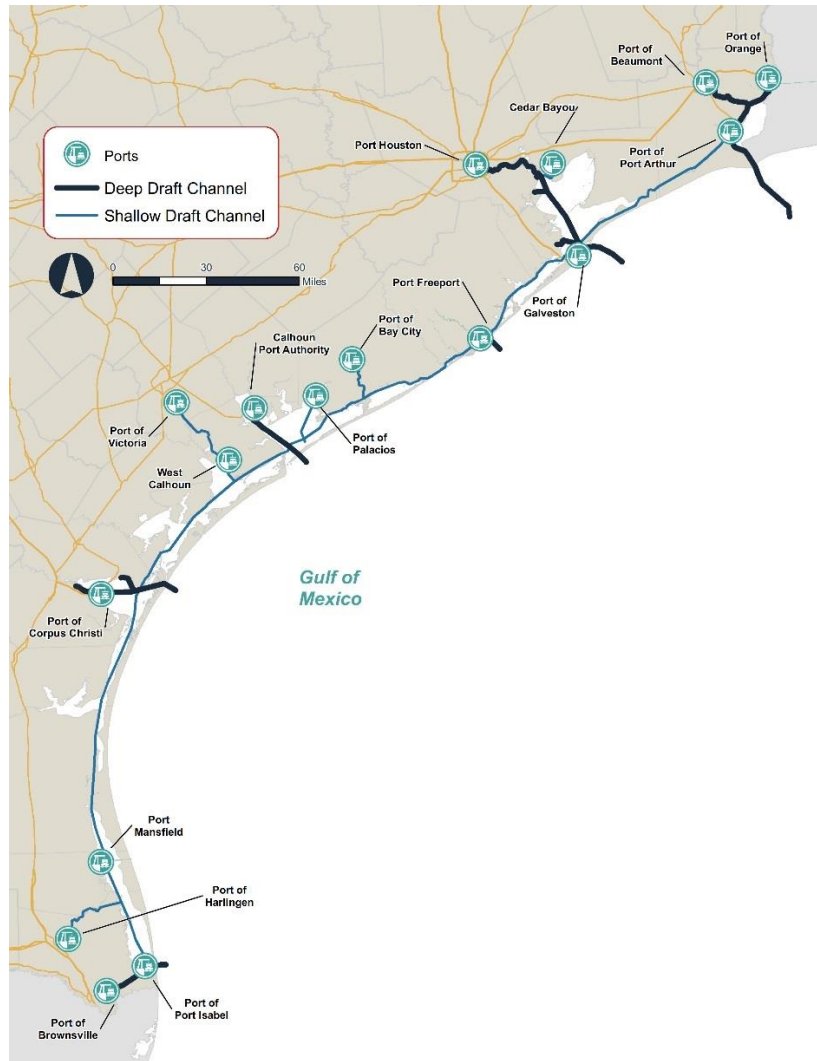 Port of
Orange
Port of
Beaumont
Cedar Bayou
Port Houston
Port of
Port Arthur
Ports
Deep Draft Channel
Shallow Draft Channel
0
30
60
Miles
Port Freeport
Port of
Galveston
Port of
Bay City
Calhoun
Port Authority
Port of
Victoria
Port of
Palacios
West
Calhoun
Gulf of
Mexico
Port of
Corpus Christi
Port
Mansfield
Port of
Harlingen
Port of
Port Isabel
Port of
Brownsville